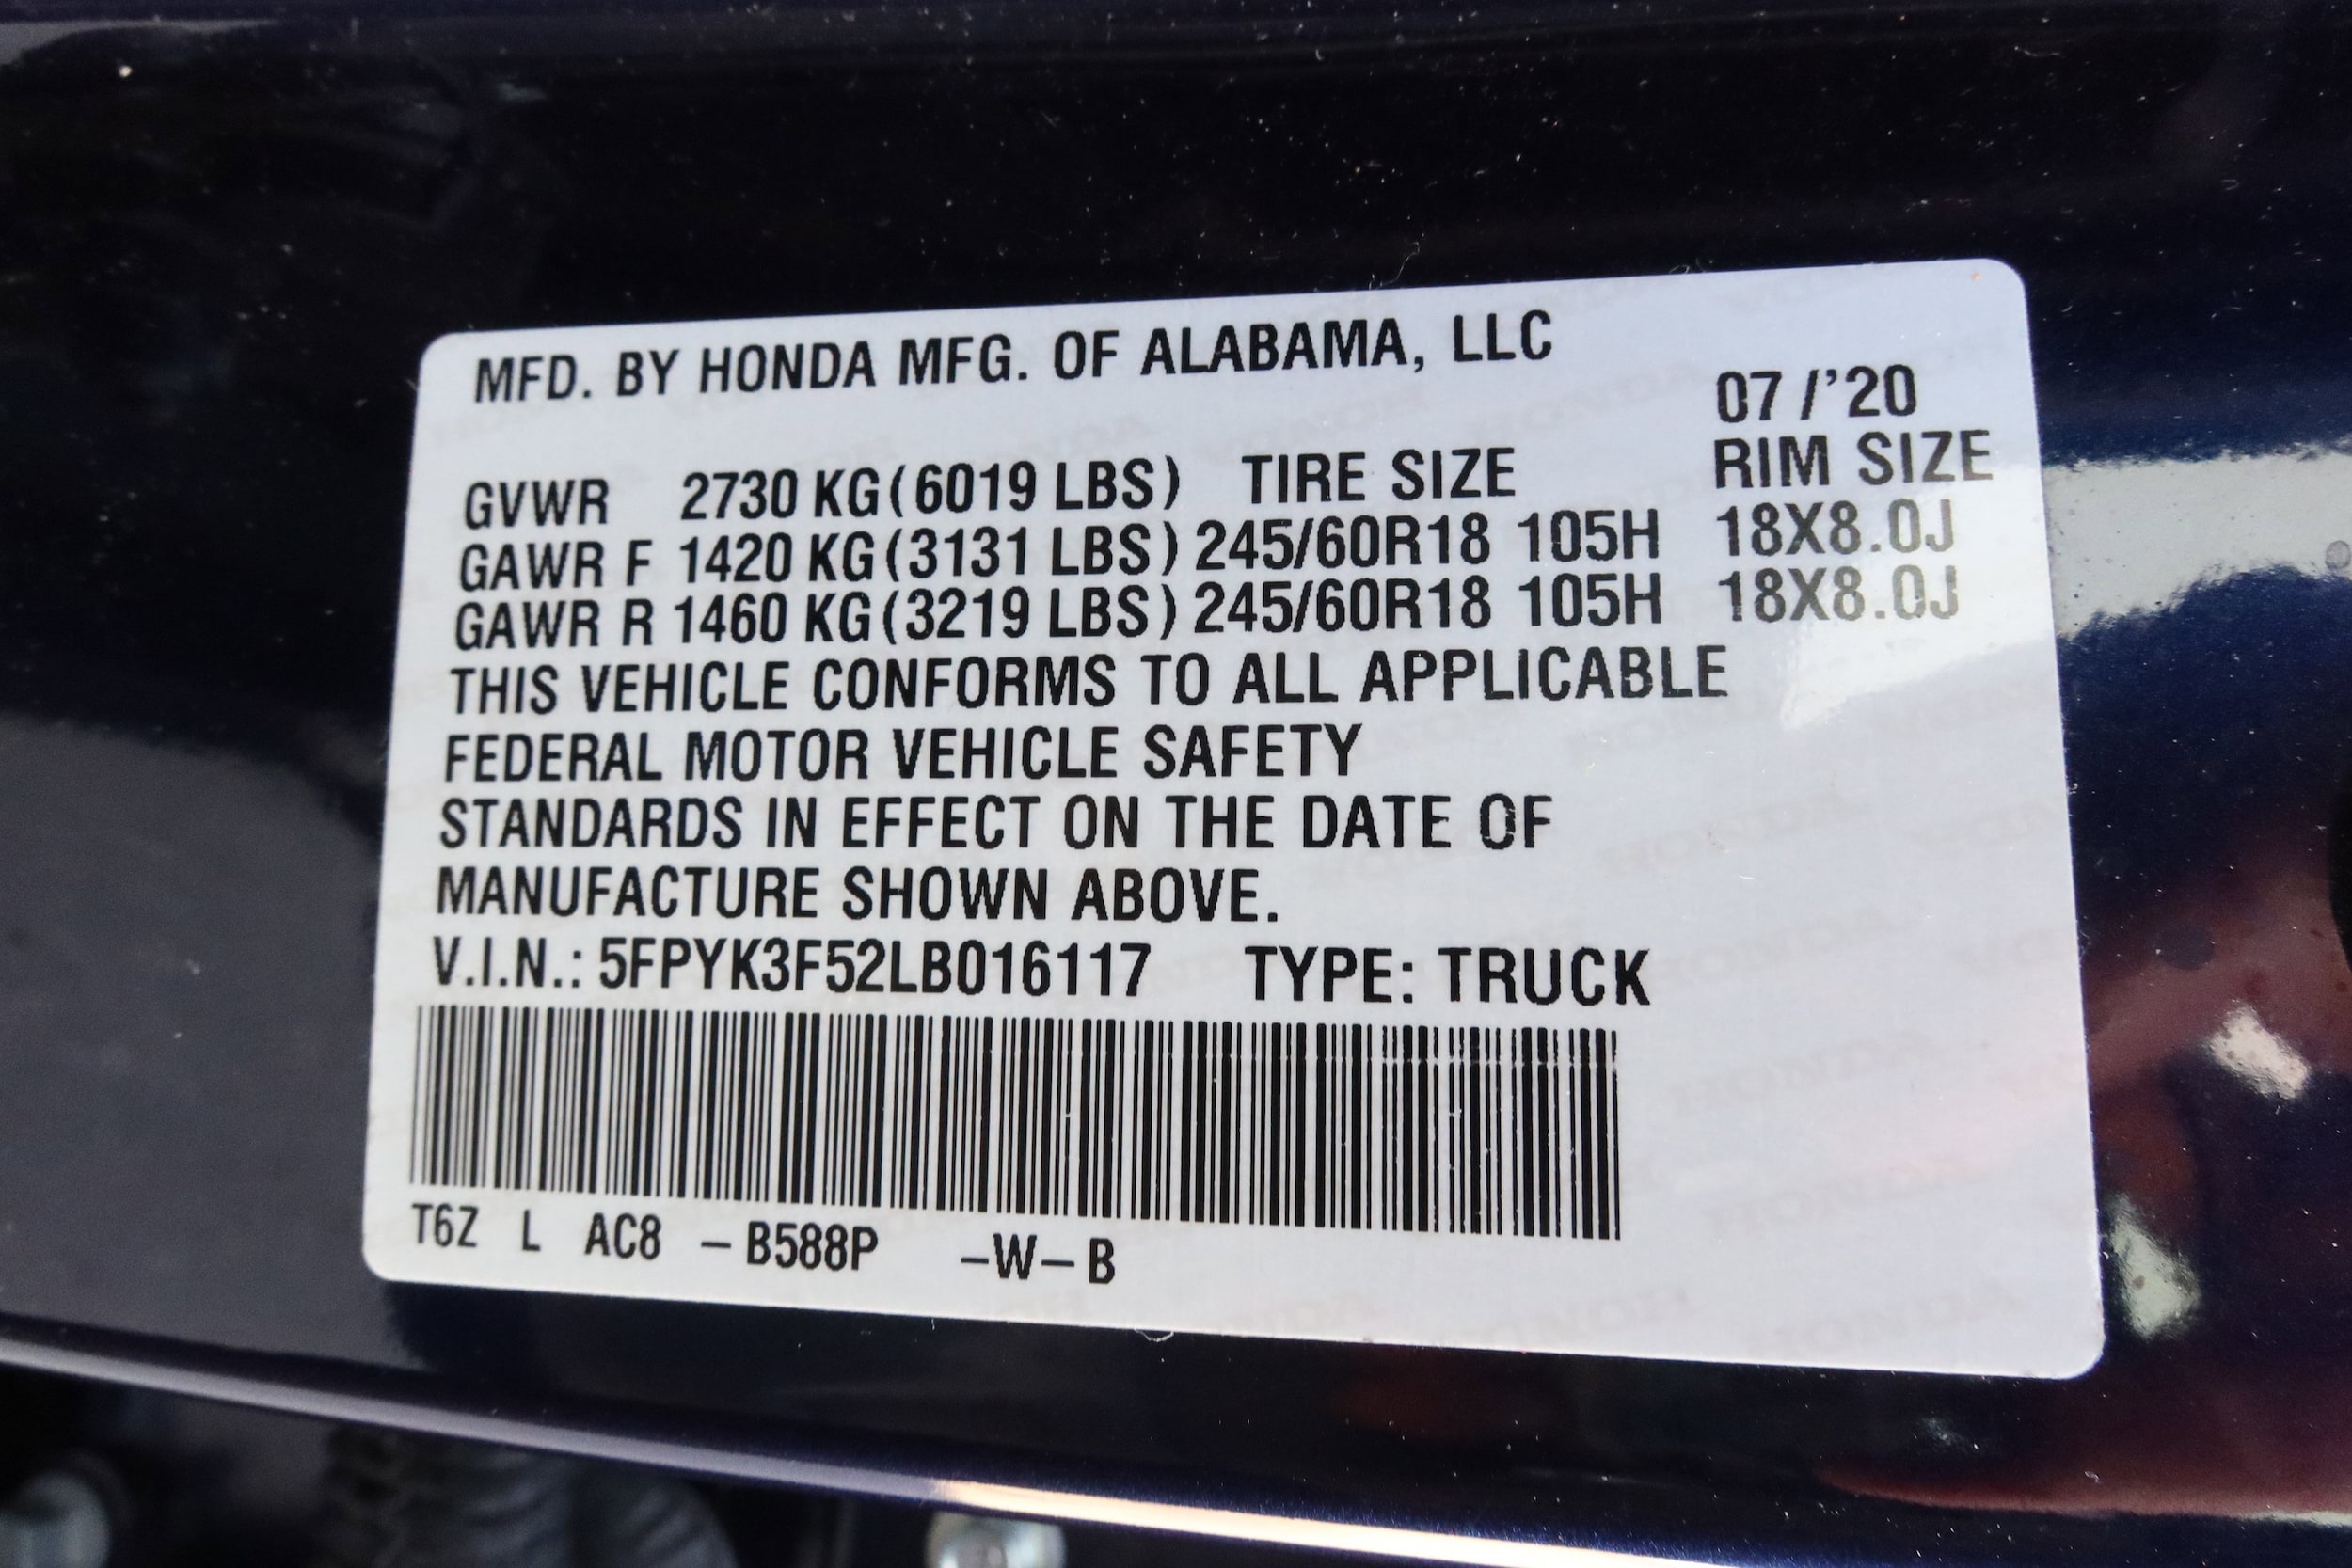 MFD. BY HONDA MFG. OF ALABAMA, LLC
07 /'20
GVWR 2730 KG(6019 LBS) TIRE SIZE RIM SIZE
GAWR F 1420 KG(3131 LBS) 245/60R18 105H 18X8.0J
GAWR R 1460 KG(3219 LBS) 245/60R18 105H 18X8.0J
THIS VEHICLE CONFORMS TO ALL APPLICABLE
FEDERAL MOTOR VEHICLE SAFETY
STANDARDS IN EFFECT ON THE DATE OF
MANUFACTURE SHOWN ABOVE.
V.I.N.: 5FPYK3F52LB016117 TYPE: TRUCK
T6Z L AC8 – B588P –W– B